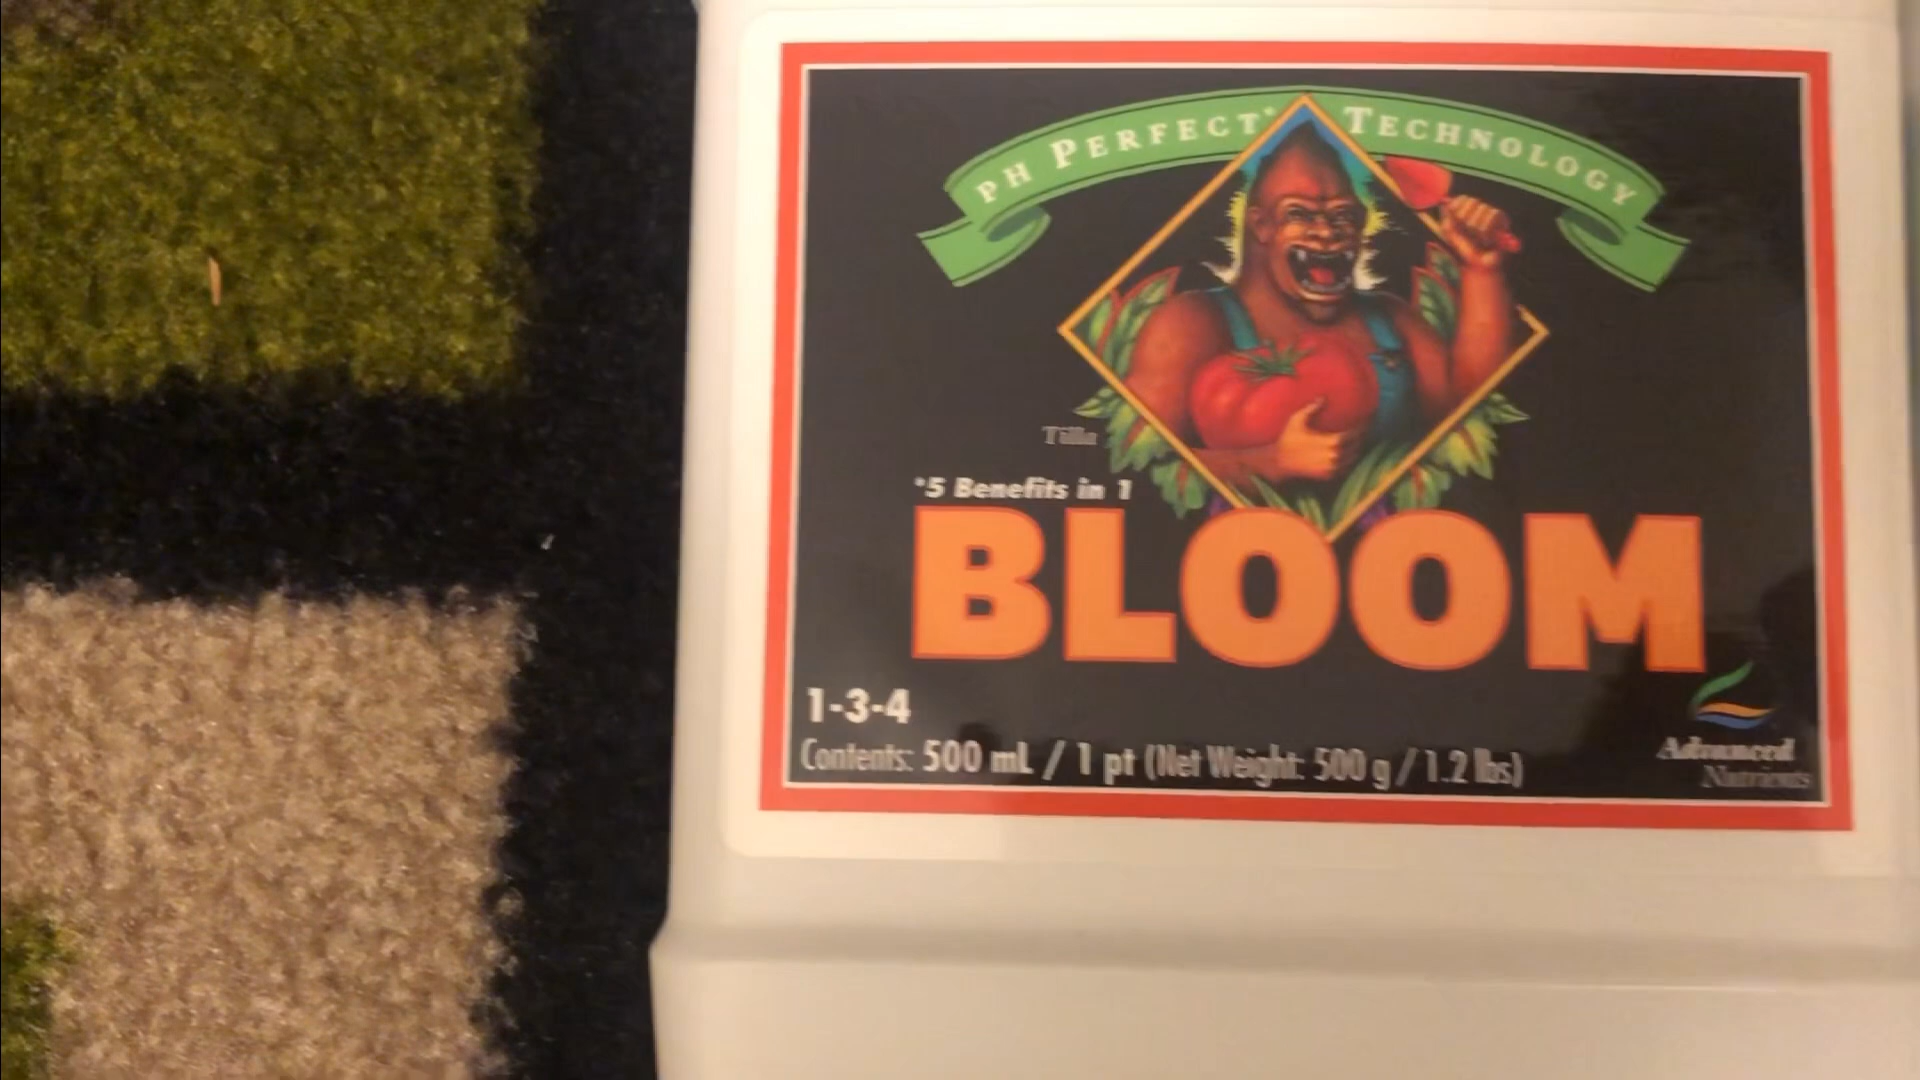 PH PERFECT* TECHNOLOGY
Tilla
*5 Benefits in 1
BLOOM
1-3-4
Contents: 500 mL / 1 pt (Net Weight: 500 g / 1.2 lbs)
Advanced
Nutrients